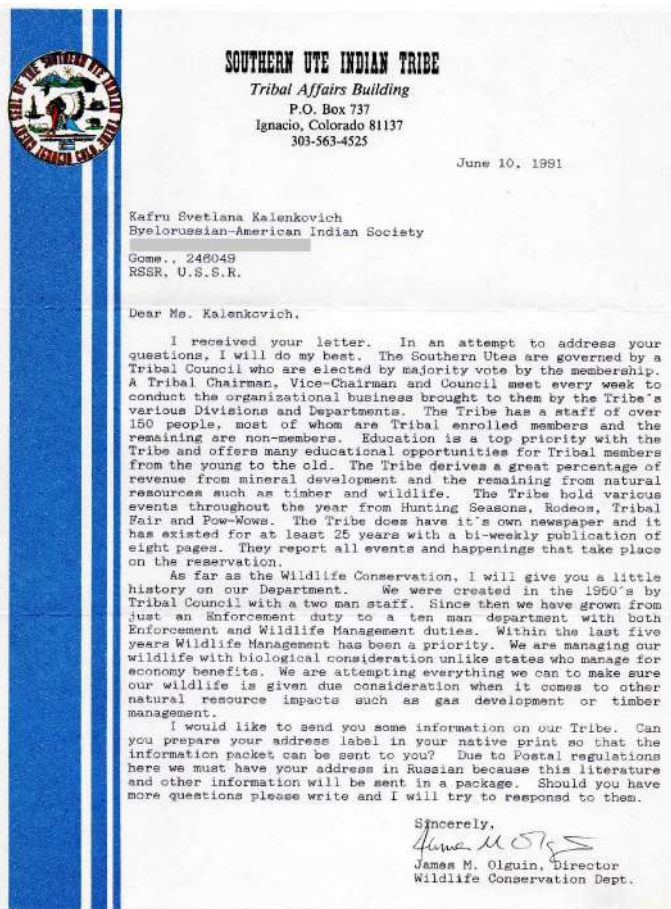 SEAL OF THE SOUTHERN UTE INDIAN TRIBE
IGNACIO COLO.
SOUTHERN UTE INDIAN TRIBE
Tribal Affairs Building
P.O. Box 737
Ignacio, Colorado 81137
303-563-4525
June 10, 1991
Kafru Svetlana Kalenkovich
Byelorussian-American Indian Society
Gome., 246049
RSSR, U.S.S.R.
Dear Ms. Kalenkovich,
I received your letter. In an attempt to address your
questions, I will do my best. The Southern Utes are governed by a
Tribal Council who are elected by majority vote by the membership.
A Tribal Chairman, Vice-Chairman and Council meet every week to
conduct the organizational business brought to them by the Tribe's
various Divisions and Departments. The Tribe has a staff of over
150 people, most of whom are Tribal enrolled members and the
remaining are non-members. Education is a top priority with the
Tribe and offers many educational opportunities for Tribal members
from the young to the old. The Tribe derives a great percentage of
revenue from mineral development and the remaining from natural
resources such as timber and wildlife. The Tribe hold various
events throughout the year from Hunting Seasons, Rodeos, Tribal
Fair and Pow-Wows. The Tribe does have it's own newspaper and it
has existed for at least 25 years with a bi-weekly publication of
eight pages. They report all events and happenings that take place
on the reservation.
As far as the Wildlife Conservation, I will give you a little
history on our Department. We were created in the 1950's by
Tribal Council with a two man staff. Since then we have grown from
just an Enforcement duty to a ten man department with both
Enforcement and Wildlife Management duties. Within the last five
years Wildlife Management has been a priority. We are managing our
wildlife with biological consideration unlike states who manage for
economy benefits. We are attempting everything we can to make sure
our wildlife is given due consideration when it comes to other
natural resource impacts such as gas development or timber
management.
I would like to send you some information on our Tribe. Can
you prepare your address label in your native print so that the
information packet can be sent to you? Due to Postal regulations
here we must have your address in Russian because this literature
and other information will be sent in a package. Should you have
more questions please write and I will try to responsd to them.
Sincerely,
James M Olguin
James M. Olguin, Director
Wildlife Conservation Dept.